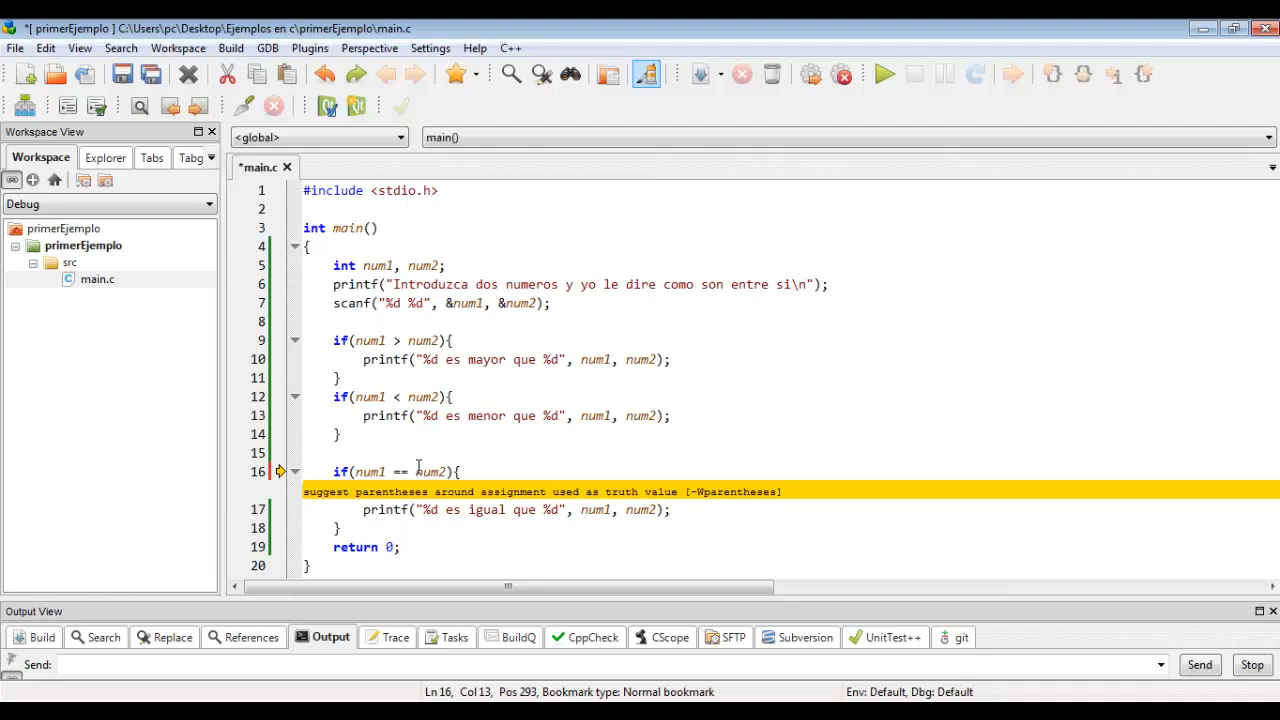 *[ primerEjemplo ] C:\Users\pc\Desktop\Ejemplos en c\primerEjemplo\main.c
File Edit View Search Workspace Build GDB Plugins Perspective Settings Help C++
Workspace View
<global> main()
Workspace Explorer Tabs Tabg
*main.c
Debug
primerEjemplo
primerEjemplo
src
main.c
1 #include <stdio.h>
2
3 int main()
4 {
5 int num1, num2;
6 printf("Introduzca dos numeros y yo le dire como son entre si\n");
7 scanf("%d %d", &num1, &num2);
8
9 if(num1 > num2){
10 printf("%d es mayor que %d", num1, num2);
11 }
12 if(num1 < num2){
13 printf("%d es menor que %d", num1, num2);
14 }
15
16 if(num1 == num2){
suggest parentheses around assignment used as truth value [-Wparentheses]
17 printf("%d es igual que %d", num1, num2);
18 }
19 return 0;
20 }
Output View
Build Search Replace References Output Trace Tasks BuildQ CppCheck CScope SFTP Subversion UnitTest++ git
Send: Send Stop
Ln 16, Col 13, Pos 293, Bookmark type: Normal bookmark Env: Default, Dbg: Default